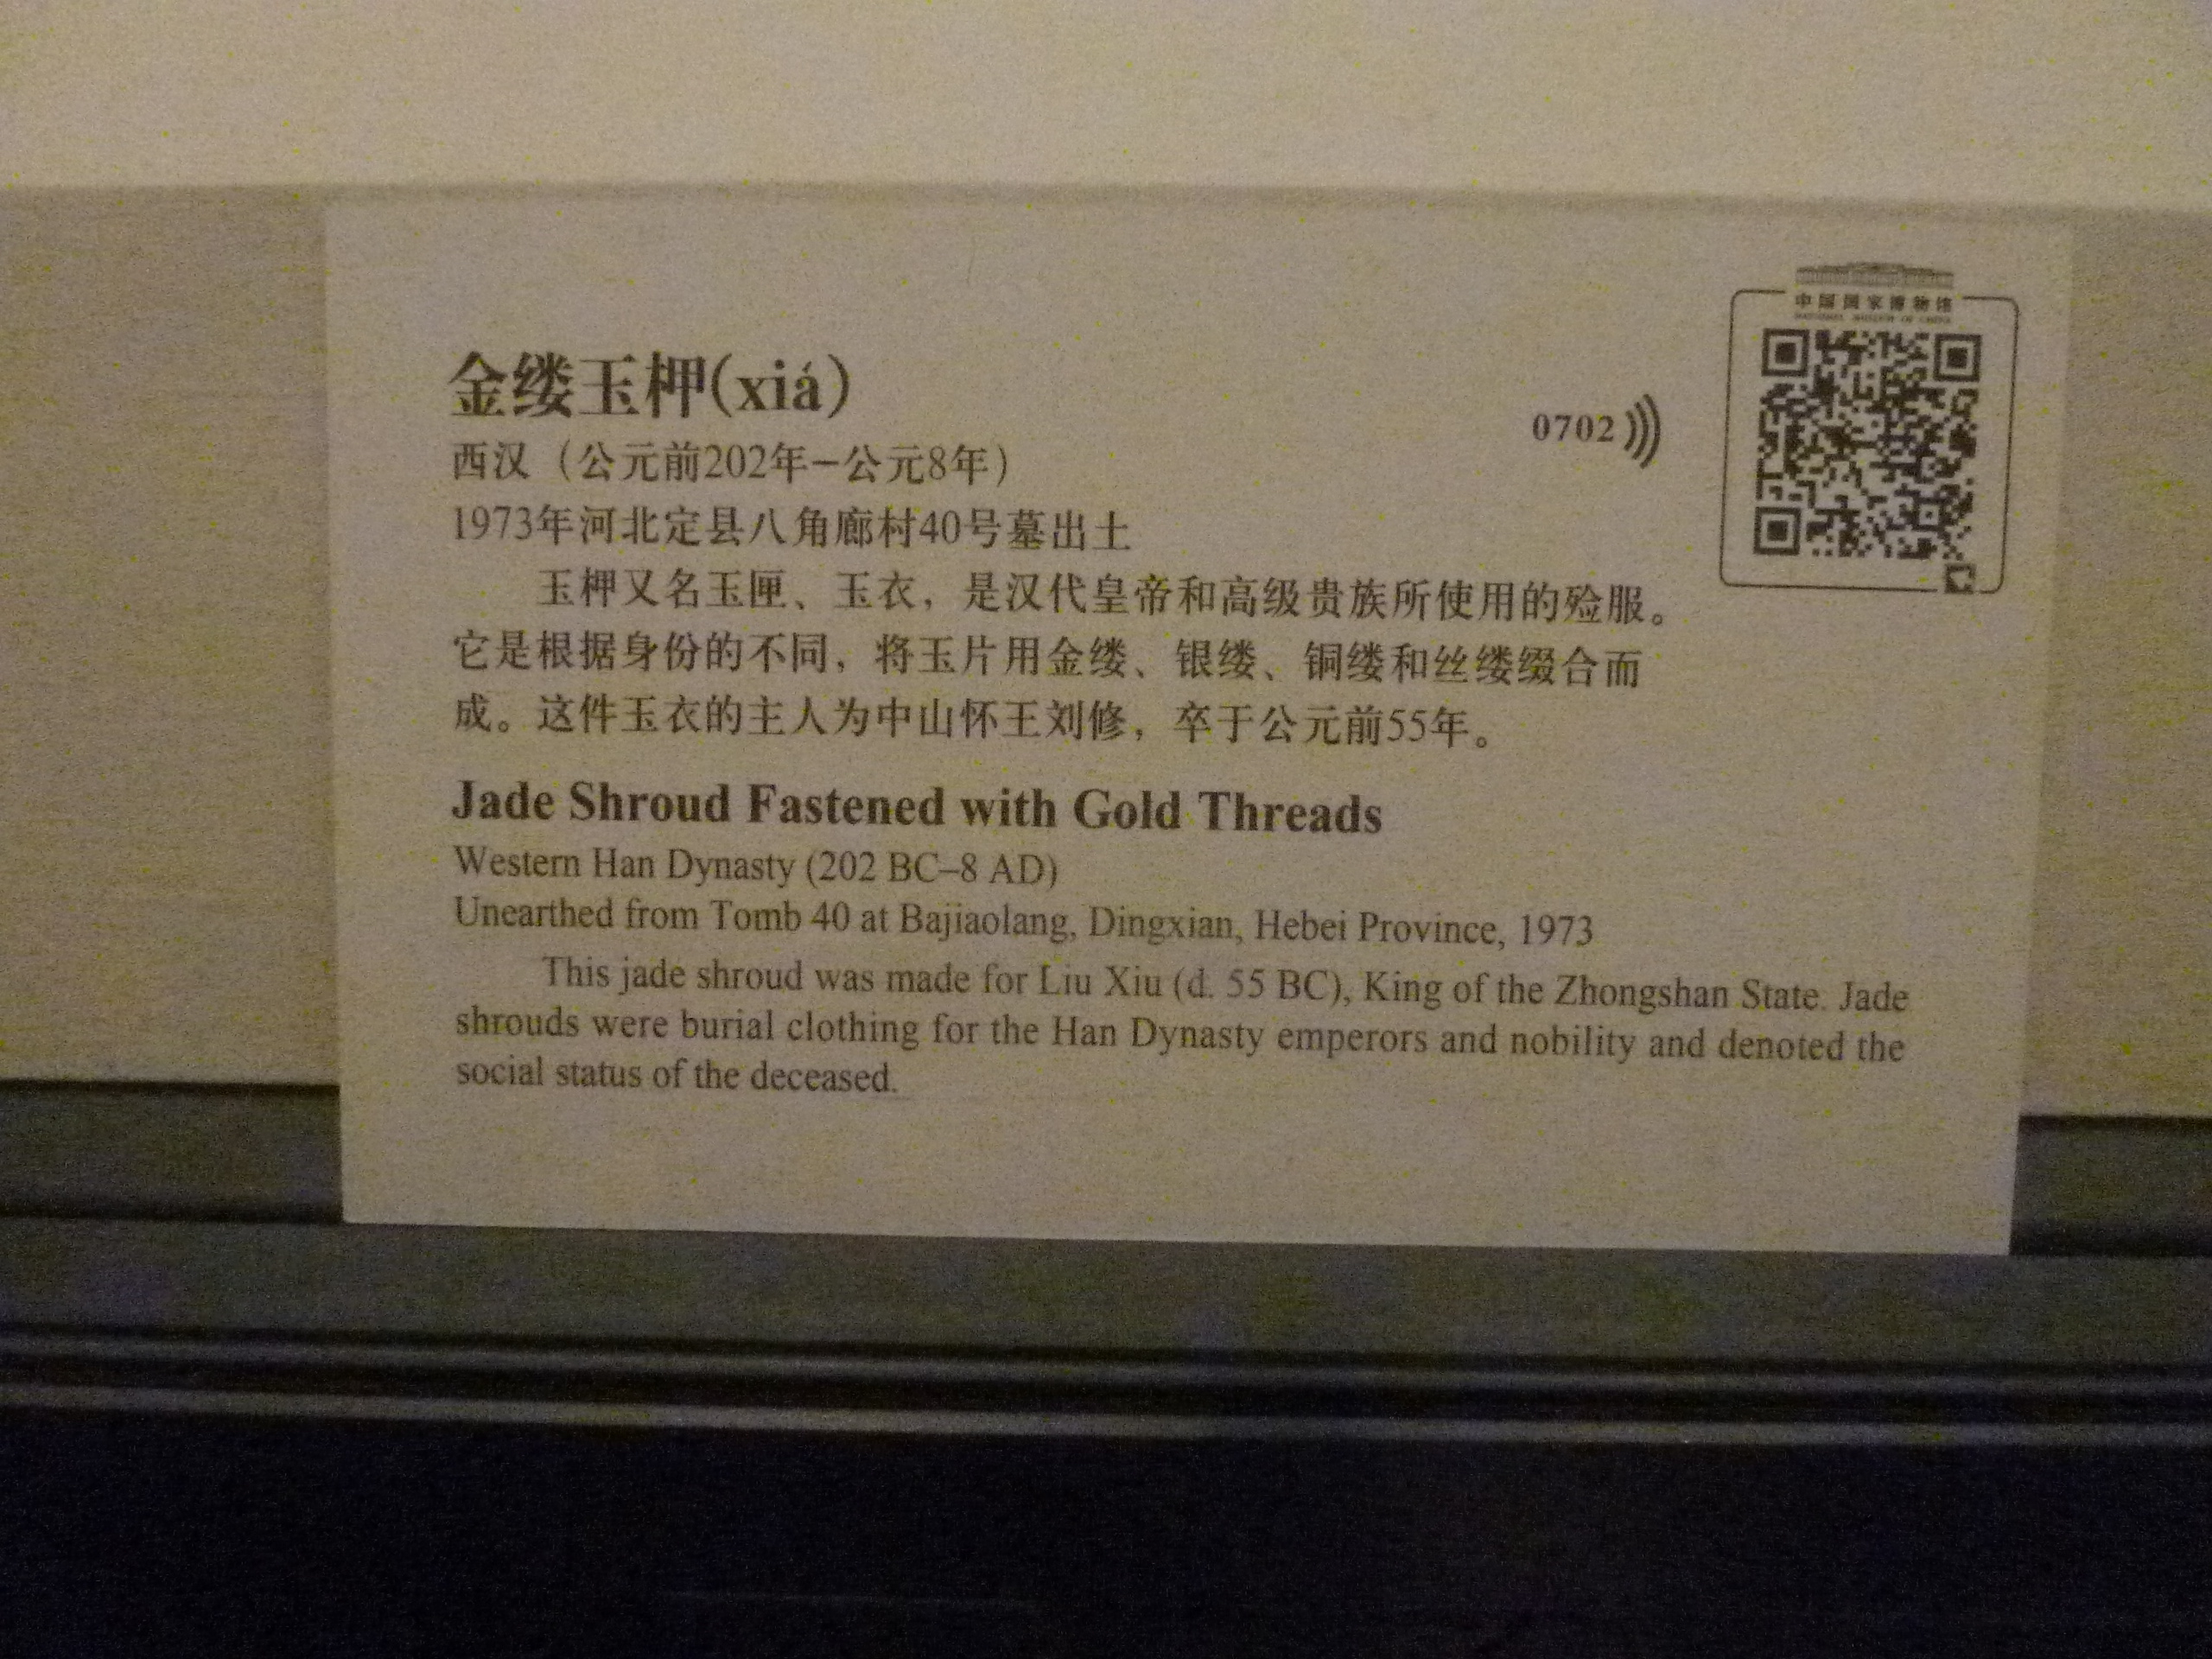 中国国家博物馆
NATIONAL MUSEUM OF CHINA
金缕玉柙(xiá)
0702
西汉（公元前202年-公元8年）
1973年河北定县八角廊村40号墓出土
玉柙又名玉匣、玉衣，是汉代皇帝和高级贵族所使用的殓服。
它是根据身份的不同，将玉片用金缕、银缕、铜缕和丝缕缀合而
成。这件玉衣的主人为中山怀王刘修，卒于公元前55年。
Jade Shroud Fastened with Gold Threads
Western Han Dynasty (202 BC–8 AD)
Unearthed from Tomb 40 at Bajiaolang, Dingxian, Hebei Province, 1973
This jade shroud was made for Liu Xiu (d. 55 BC), King of the Zhongshan State. Jade
shrouds were burial clothing for the Han Dynasty emperors and nobility and denoted the
social status of the deceased.